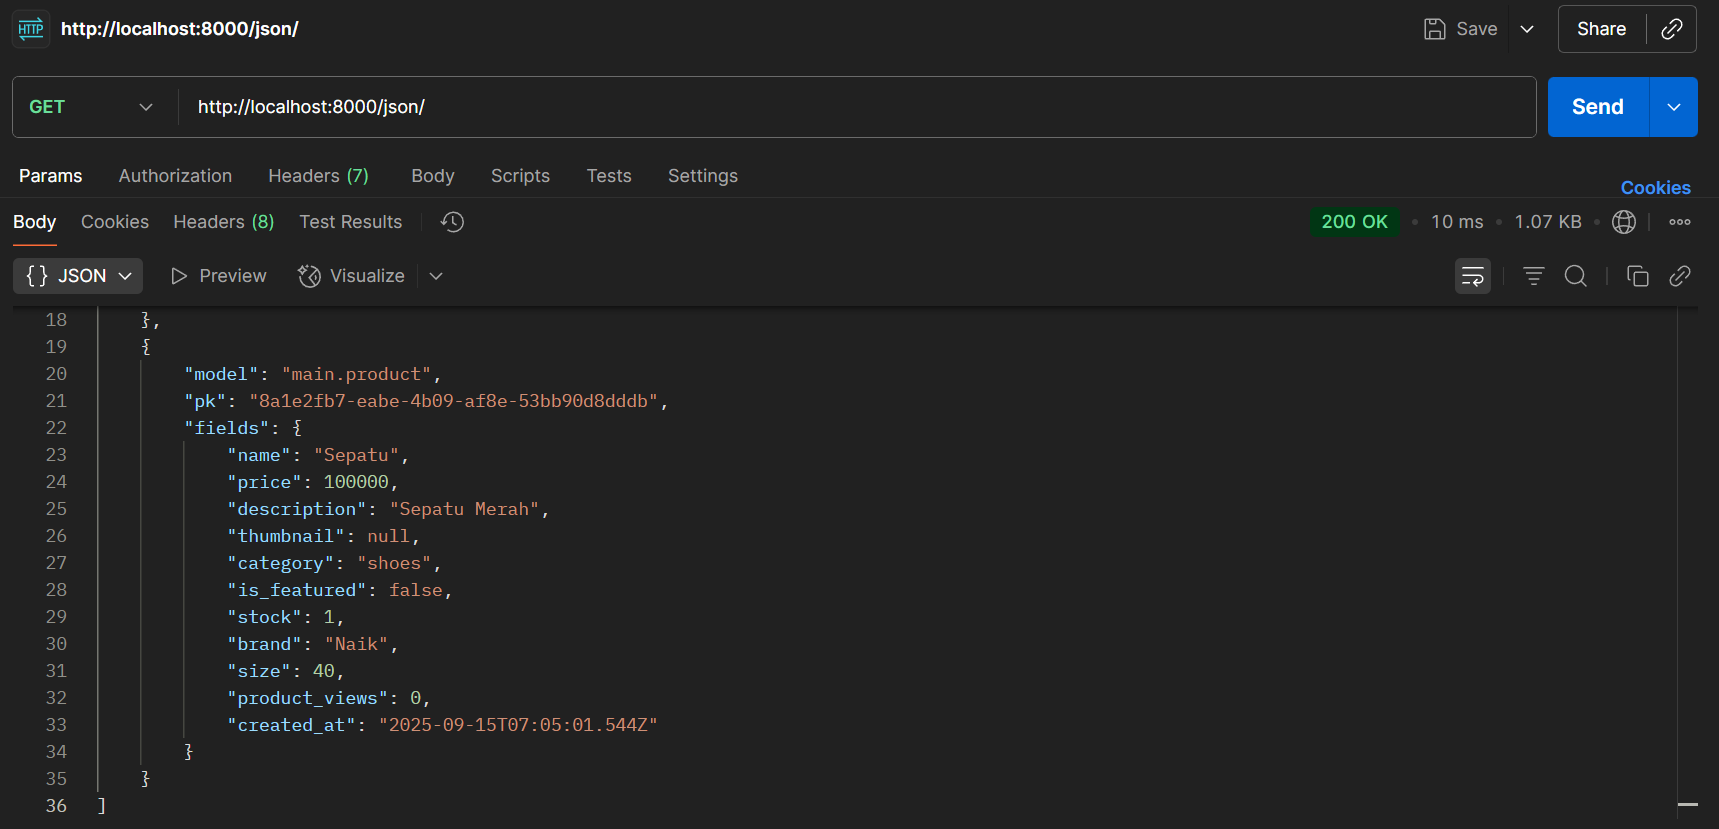 HTTP http://localhost:8000/json/ Save Share
GET http://localhost:8000/json/ Send
Params Authorization Headers (7) Body Scripts Tests Settings
Cookies
Body Cookies Headers (8) Test Results 200 OK • 10 ms • 1.07 KB •
{} JSON Preview Visualize
18 },
19 {
20 "model": "main.product",
21 "pk": "8a1e2fb7-eabe-4b09-af8e-53bb90d8dddb",
22 "fields": {
23 "name": "Sepatu",
24 "price": 100000,
25 "description": "Sepatu Merah",
26 "thumbnail": null,
27 "category": "shoes",
28 "is_featured": false,
29 "stock": 1,
30 "brand": "Naik",
31 "size": 40,
32 "product_views": 0,
33 "created_at": "2025-09-15T07:05:01.544Z"
34 }
35 }
36 ]